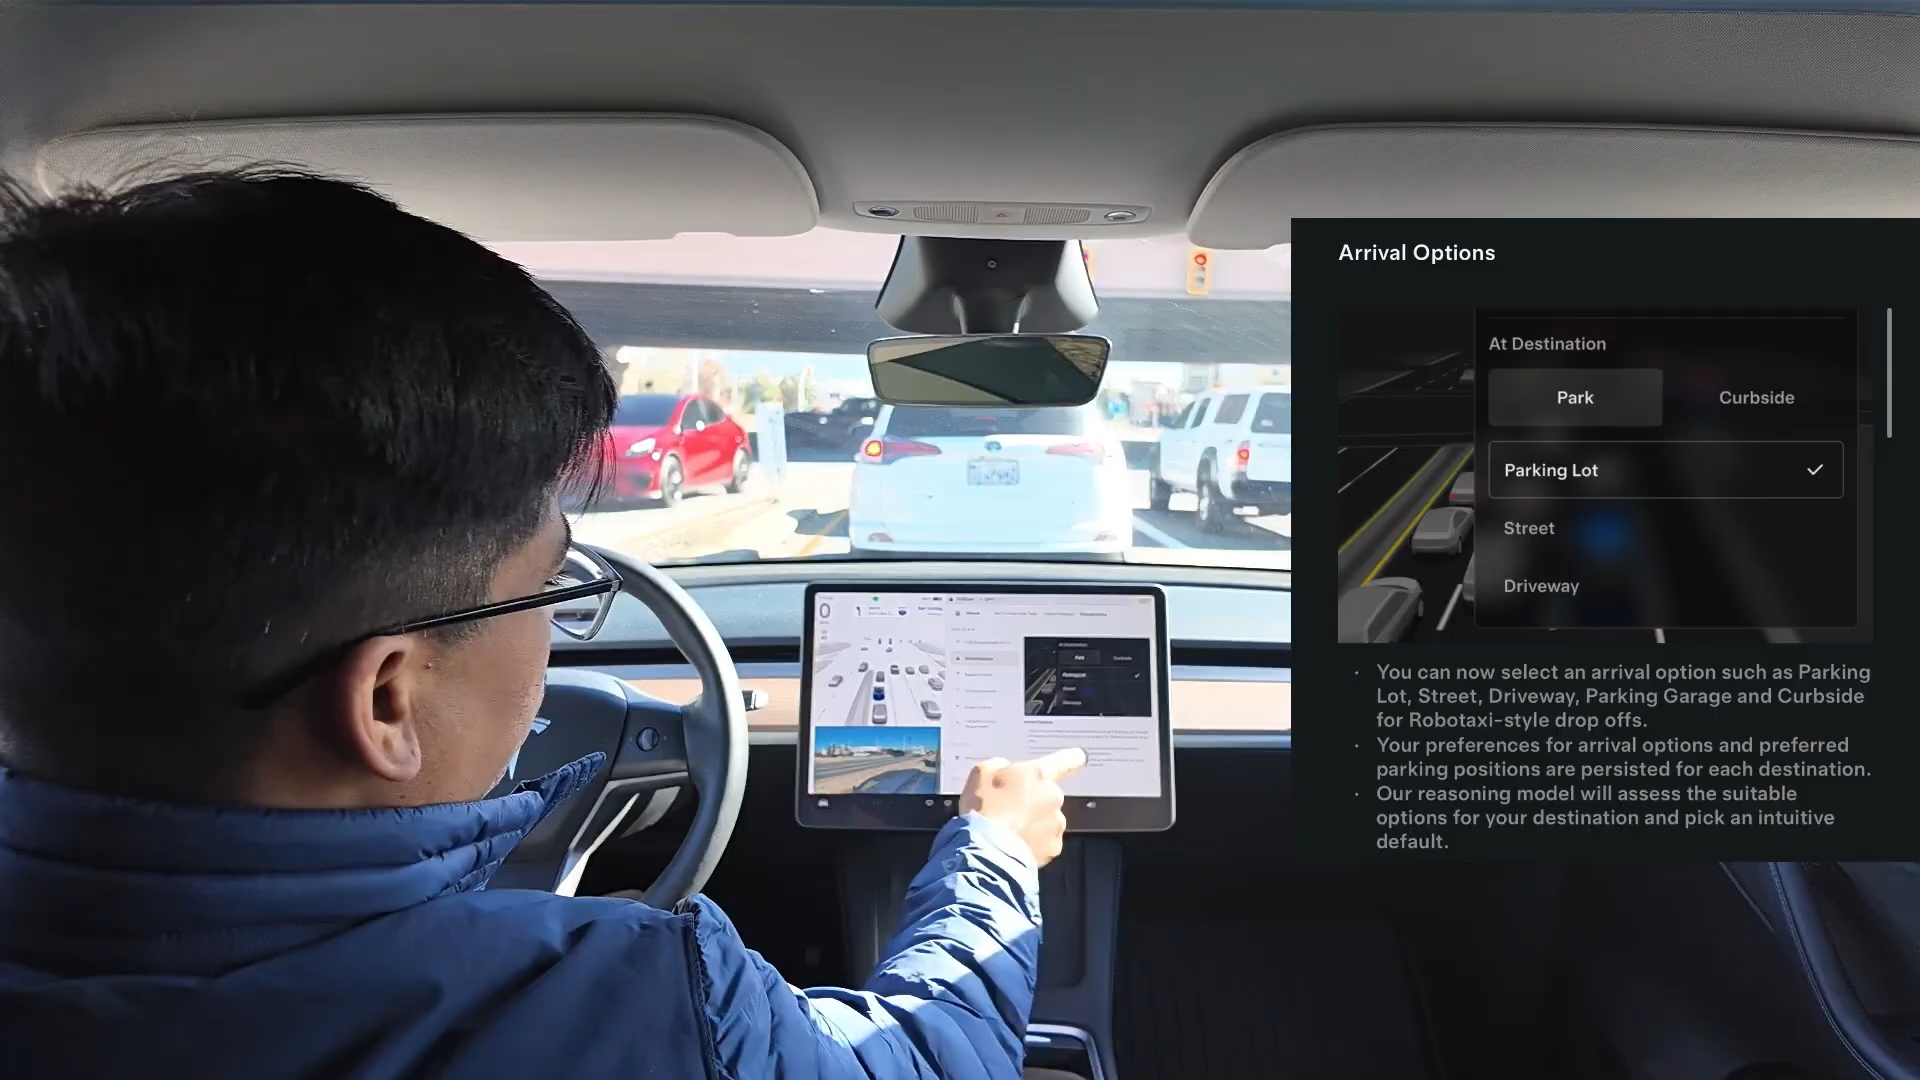 Arrival Options
At Destination
Park
Curbside
Parking Lot
Street
Driveway
You can now select an arrival option such as Parking
Lot, Street, Driveway, Parking Garage and Curbside
for Robotaxi-style drop offs.
Your preferences for arrival options and preferred
parking positions are persisted for each destination.
Our reasoning model will assess the suitable
options for your destination and pick an intuitive
default.
0